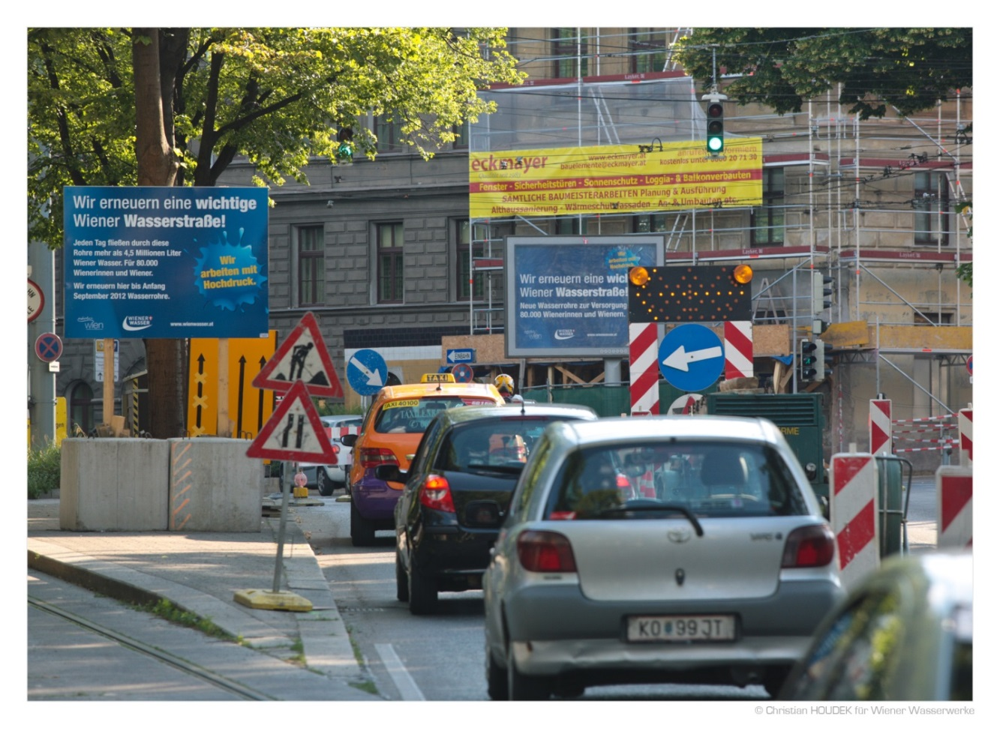 Wir erneuern eine wichtige
Wiener Wasserstraße!
Jeden Tag fließen durch diese
Rohre mehr als 4,5 Millionen Liter
Wiener Wasser. Für 80.000
Wienerinnen und Wiener.
Wir erneuern hier bis Anfang
September 2012 Wasserrohre.
Wir
arbeiten mit
Hochdruck.
wien
WIENER
WASSER
www.wienwasser.at
eckmayer
www.eckmayer.at
bauelemente@eckmayer.at
kostenlos unter 0800 20 71 30
Fenster - Sicherheitstüren - Sonnenschutz - Loggia- & Balkonverbauten
SÄMTLICHE BAUMEISTERARBEITEN Planung & Ausführung
Althaussanierung - Wärmeschutzfassaden - An- & Umbauten etc.
Wir erneuern eine wicl
Wiener Wasserstraße!
Neue Wasserrohre zur Versorgung
80.000 Wienerinnen und Wienern.
EINBAHN
TAXI
TAXI 40100
KO 99 JT
© Christian HOUDEK für Wiener Wasserwerke